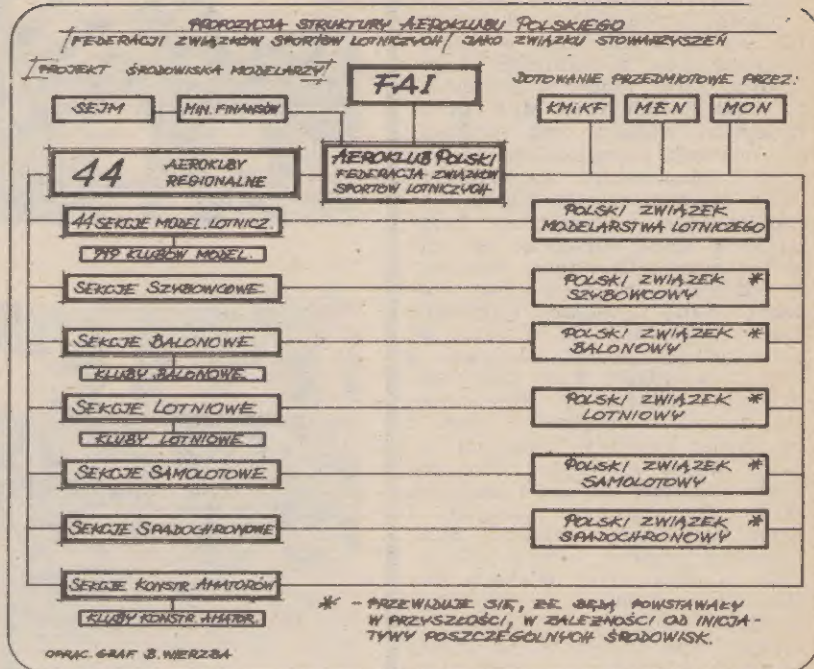 PROPOZYCJA STRUKTURY AEROKLUBU POLSKIEGO
/FEDERACJI ZWIĄZKÓW SPORTÓW LOTNICZYCH/ JAKO ZWIĄZKU STOWARZYSZEŃ
/PROJEKT ŚRODOWISKA MODELARZY/
FAI
DOTOWANIE PRZEDMIOTOWE PRZEZ:
SEJM
MIN. FINANSÓW
KMiKF
MEN
MON
44 AEROKLUBY
REGIONALNE
AEROKLUB POLSKI
FEDERACJA ZWIĄZKÓW
SPORTÓW LOTNICZYCH
44 SEKCJE MODEL. LOTNICZ.
POLSKI ZWIĄZEK
MODELARSTWA LOTNICZEGO
919 KLUBÓW MODEL.
SEKCJE SZYBOWCOWE
POLSKI ZWIĄZEK *
SZYBOWCOWY
SEKCJE BALONOWE
POLSKI ZWIĄZEK *
BALONOWY
KLUBY BALONOWE
SEKCJE LOTNIOWE
POLSKI ZWIĄZEK *
LOTNIOWY
KLUBY LOTNIOWE
SEKCJE SAMOLOTOWE
POLSKI ZWIĄZEK *
SAMOLOTOWY
SEKCJE SPADOCHRONOWE
POLSKI ZWIĄZEK *
SPADOCHRONOWY
SEKCJE KONSTR. AMATORÓW
KLUBY KONSTR. AMATOR.
* - PRZEWIDUJE SIĘ, ŻE BĘDĄ POWSTAWAŁY
W PRZYSZŁOŚCI, W ZALEŻNOŚCI OD INICJA-
TYWY POSZCZEGÓLNYCH ŚRODOWISK.
OPRAC. GRAF. B. WIERZBA